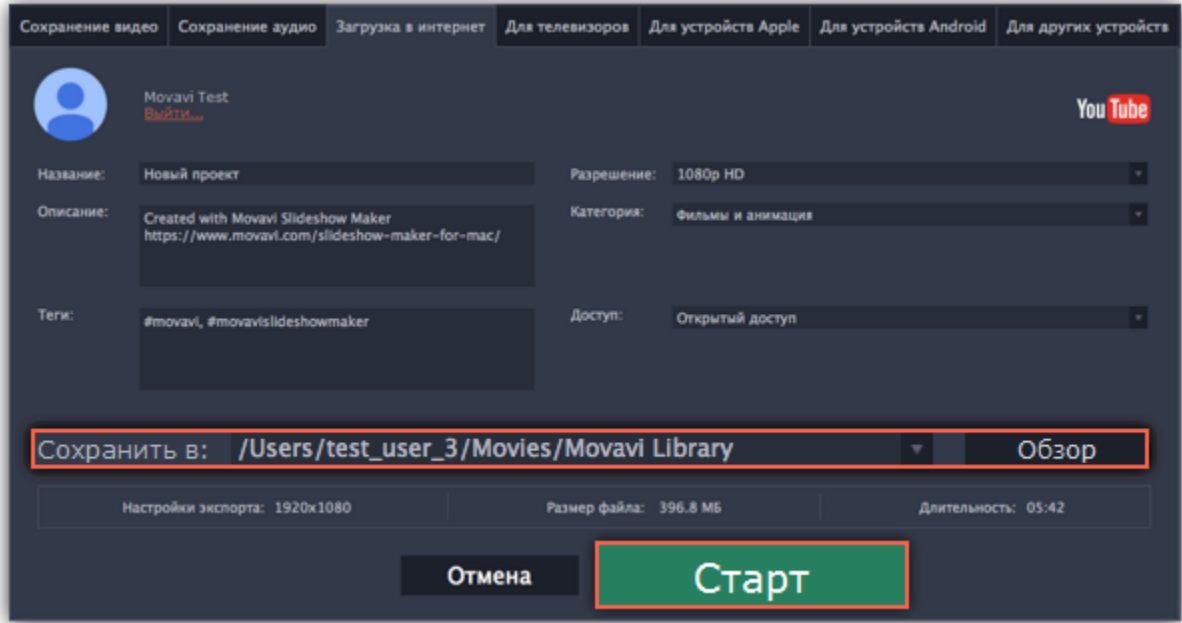 Сохранение видео Сохранение аудио Загрузка в интернет Для телевизоров Для устройств Apple Для устройств Android Для других устройств
Movavi Test
Выйти...
YouTube
Название: Новый проект
Разрешение: 1080p HD
Описание: Created with Movavi Slideshow Maker
https://www.movavi.com/slideshow-maker-for-mac/
Категория: Фильмы и анимация
Теги: #movavi, #movavislideshowmaker
Доступ: Открытый доступ
Сохранить в: /Users/test_user_3/Movies/Movavi Library Обзор
Настройки экспорта: 1920x1080 Размер файла: 396.8 МБ Длительность: 05:42
Отмена Старт